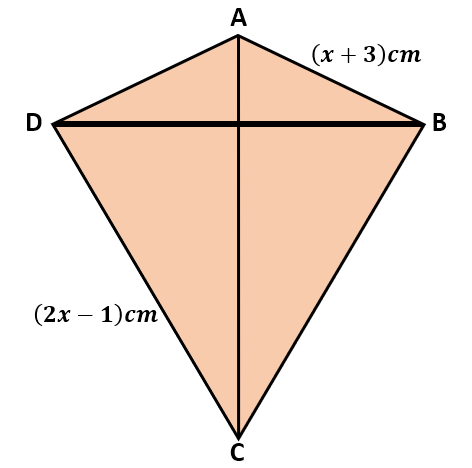 A
(x + 3)cm
D
B
(2x − 1)cm
C